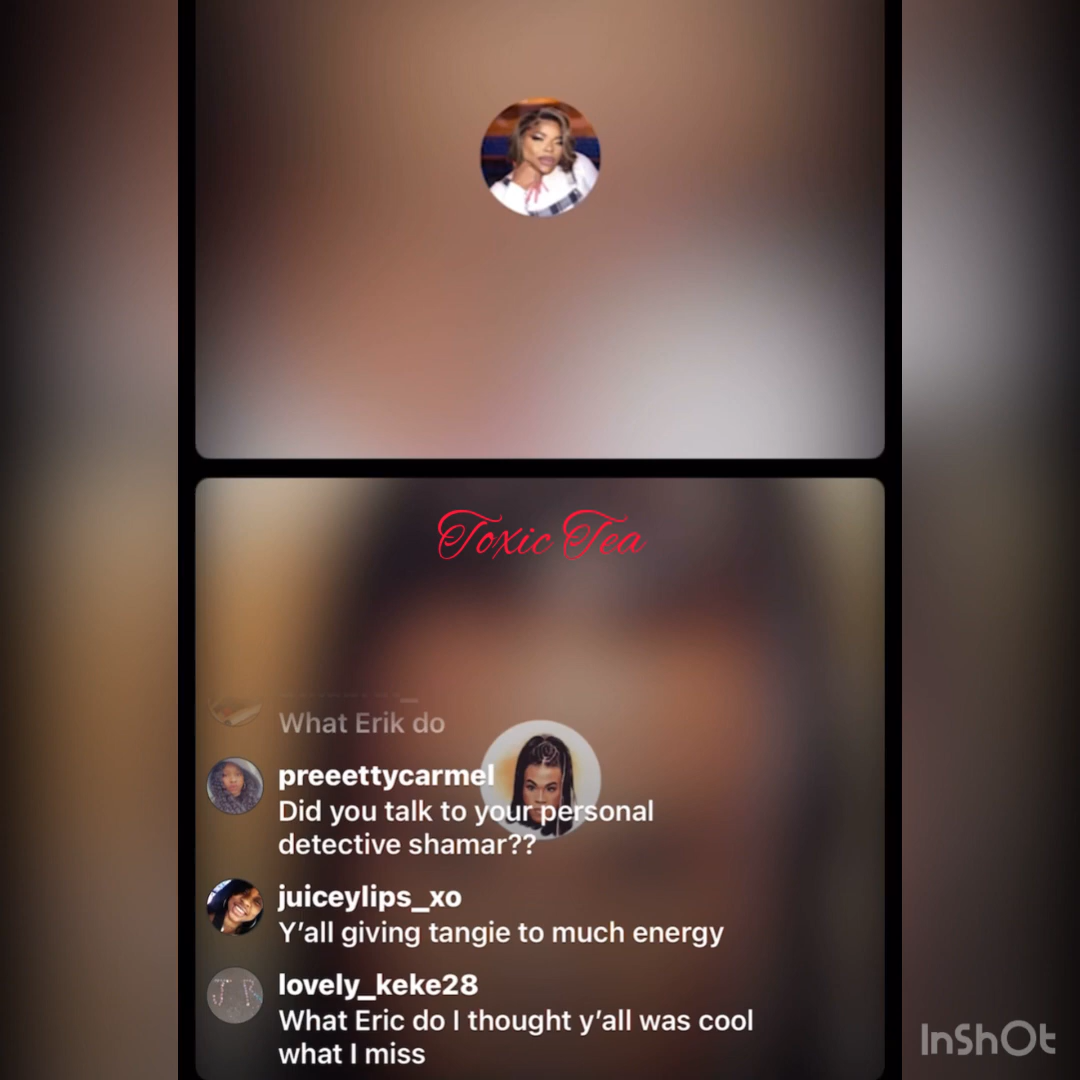 Toxic Tea
What Erik do
preeettycarmel
Did you talk to your personal
detective shamar??
juiceylips_xo
Y’all giving tangie to much energy
lovely_keke28
What Eric do I thought y’all was cool
what I miss
InShOt